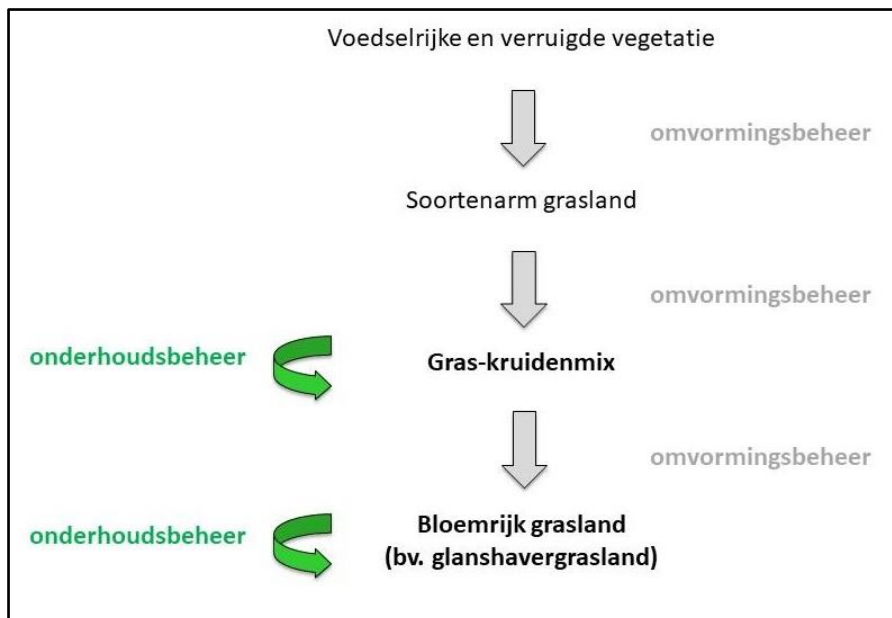 Voedselrijke en verruigde vegetatie
omvormingsbeheer
Soortenarm grasland
omvormingsbeheer
onderhoudsbeheer
Gras-kruidenmix
omvormingsbeheer
onderhoudsbeheer
Bloemrijk grasland
(bv. glanshavergrasland)